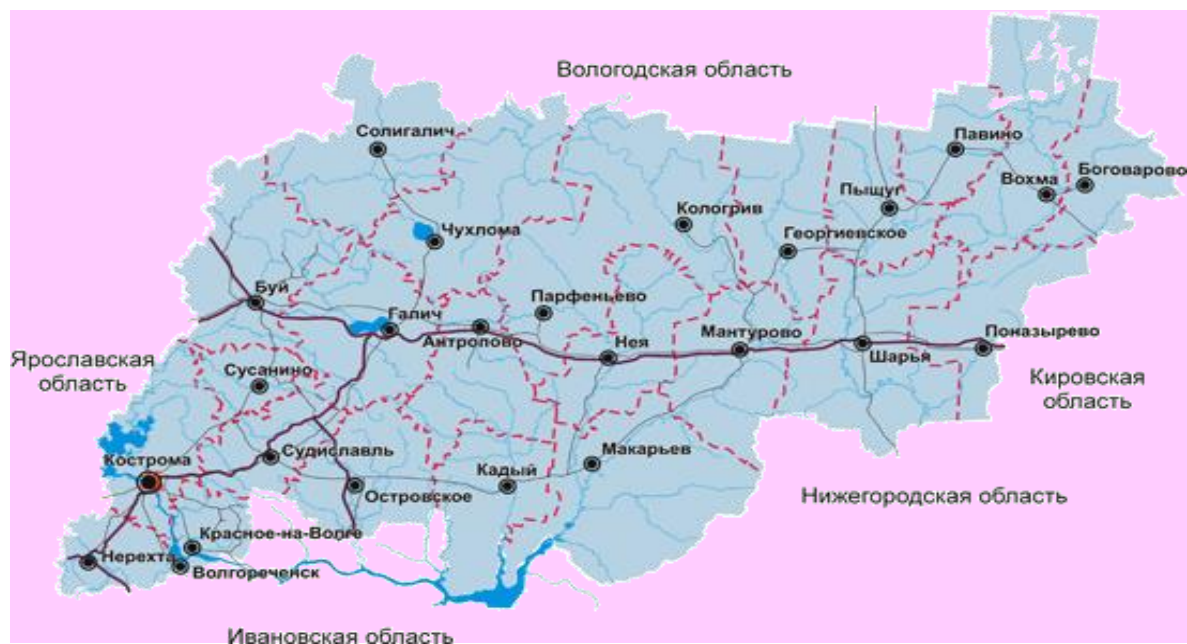 Вологодская область
Солигалич
Павино
Боговарово
Вохма
Пыщуг
Кологрив
Чухлома
Георгиевское
Буй
Парфеньево
Галич
Антропово
Нея
Мантурово
Шарья
Поназырево
Ярославская
область
Сусанино
Кировская
область
Судиславль
Макарьев
Кострома
Кадый
Островское
Нижегородская область
Красное-на-Волге
Нерехта
Волгореченск
Ивановская область